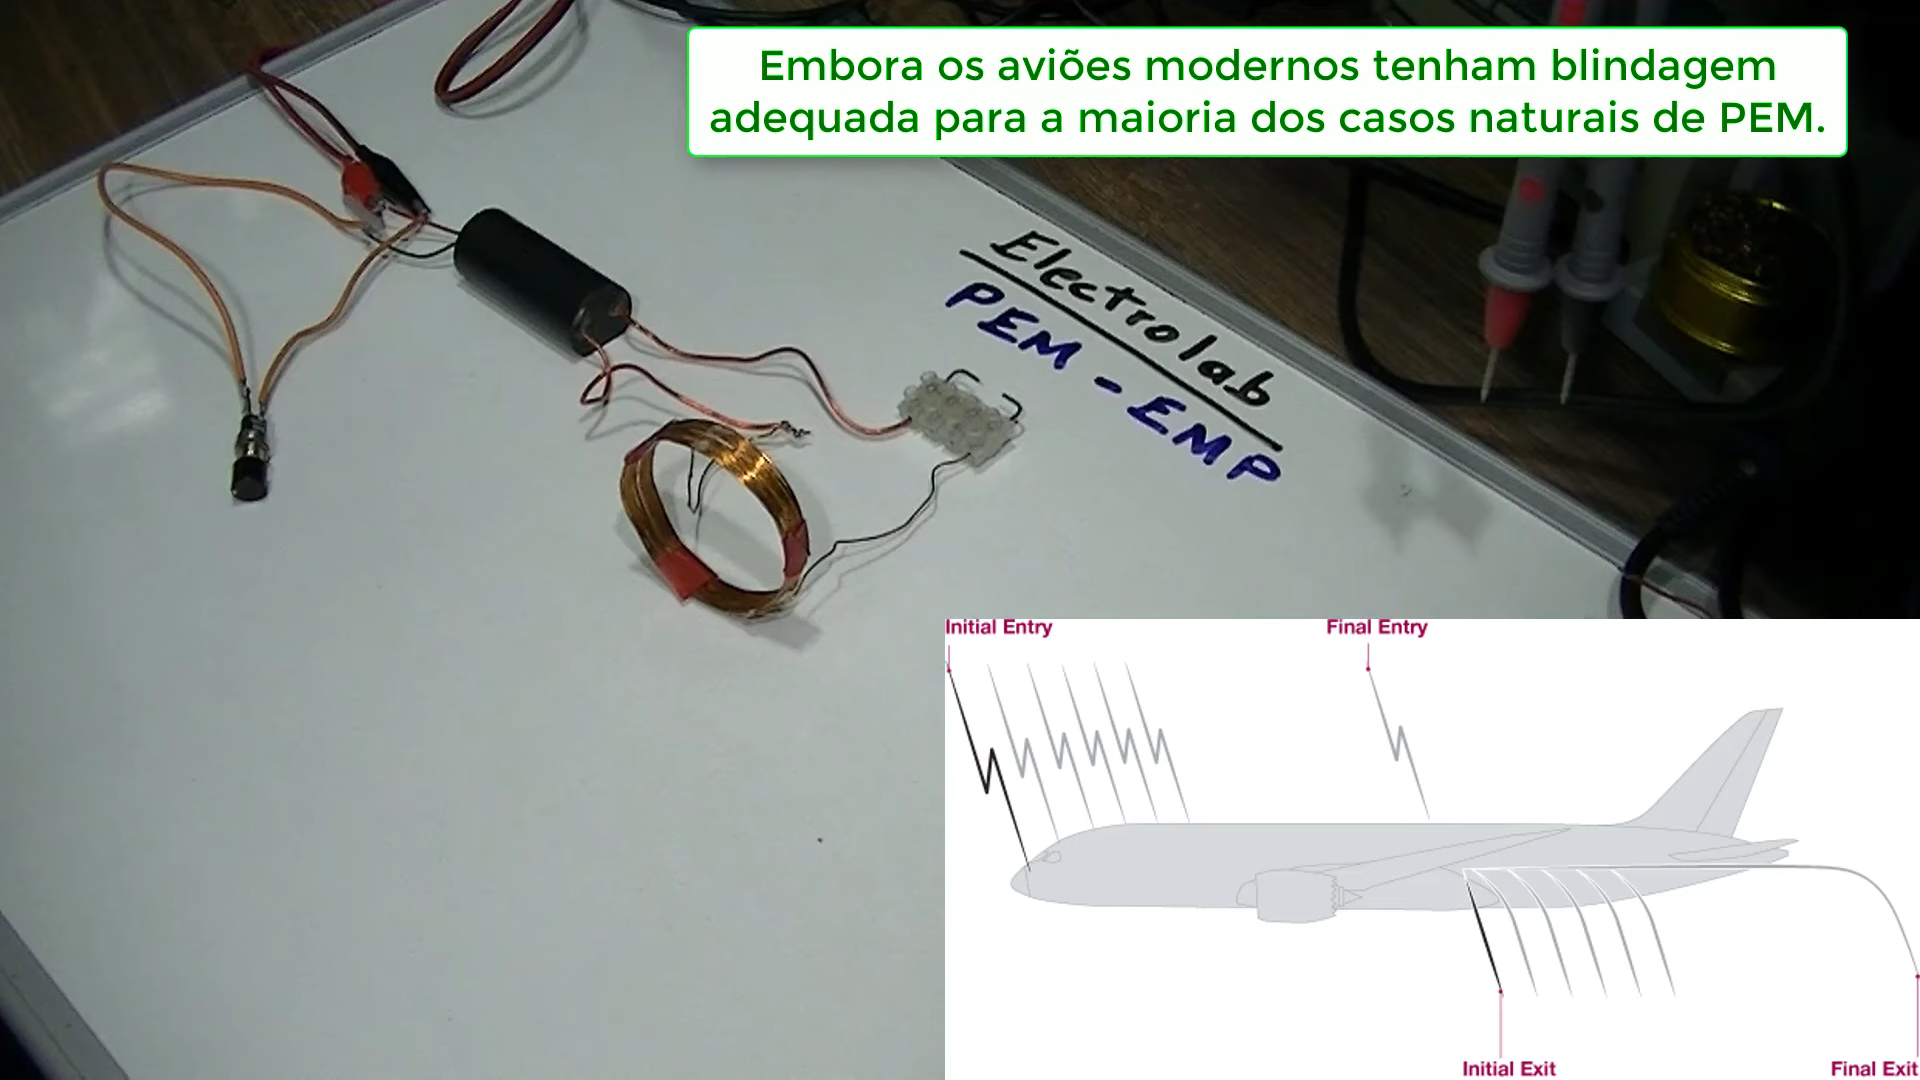 Embora os aviões modernos tenham blindagem
adequada para a maioria dos casos naturais de PEM.
Electrolab
PEM - EMP
Initial Entry
Final Entry
Initial Exit
Final Exit